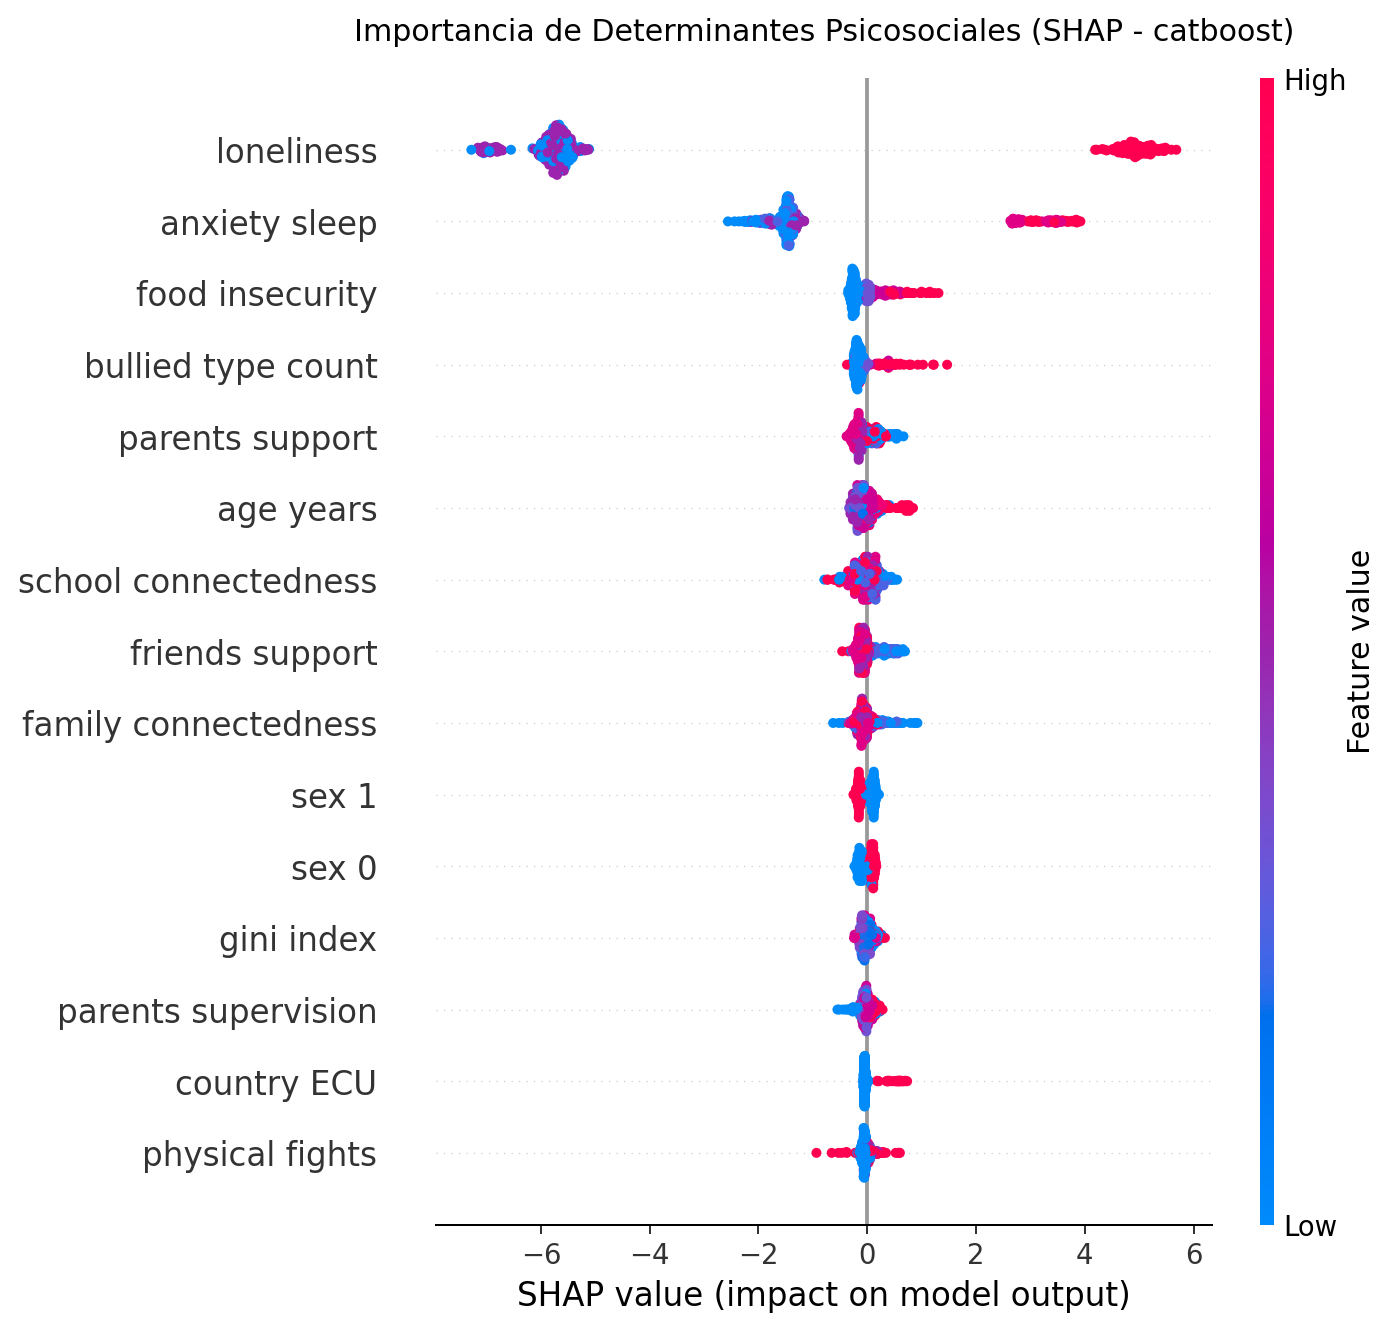 Importancia de Determinantes Psicosociales (SHAP - catboost)
High
loneliness
anxiety sleep
food insecurity
bullied type count
parents support
age years
school connectedness
friends support
family connectedness
sex 1
sex 0
gini index
parents supervision
country ECU
physical fights
Feature value
Low
−6 −4 −2 0 2 4 6
SHAP value (impact on model output)